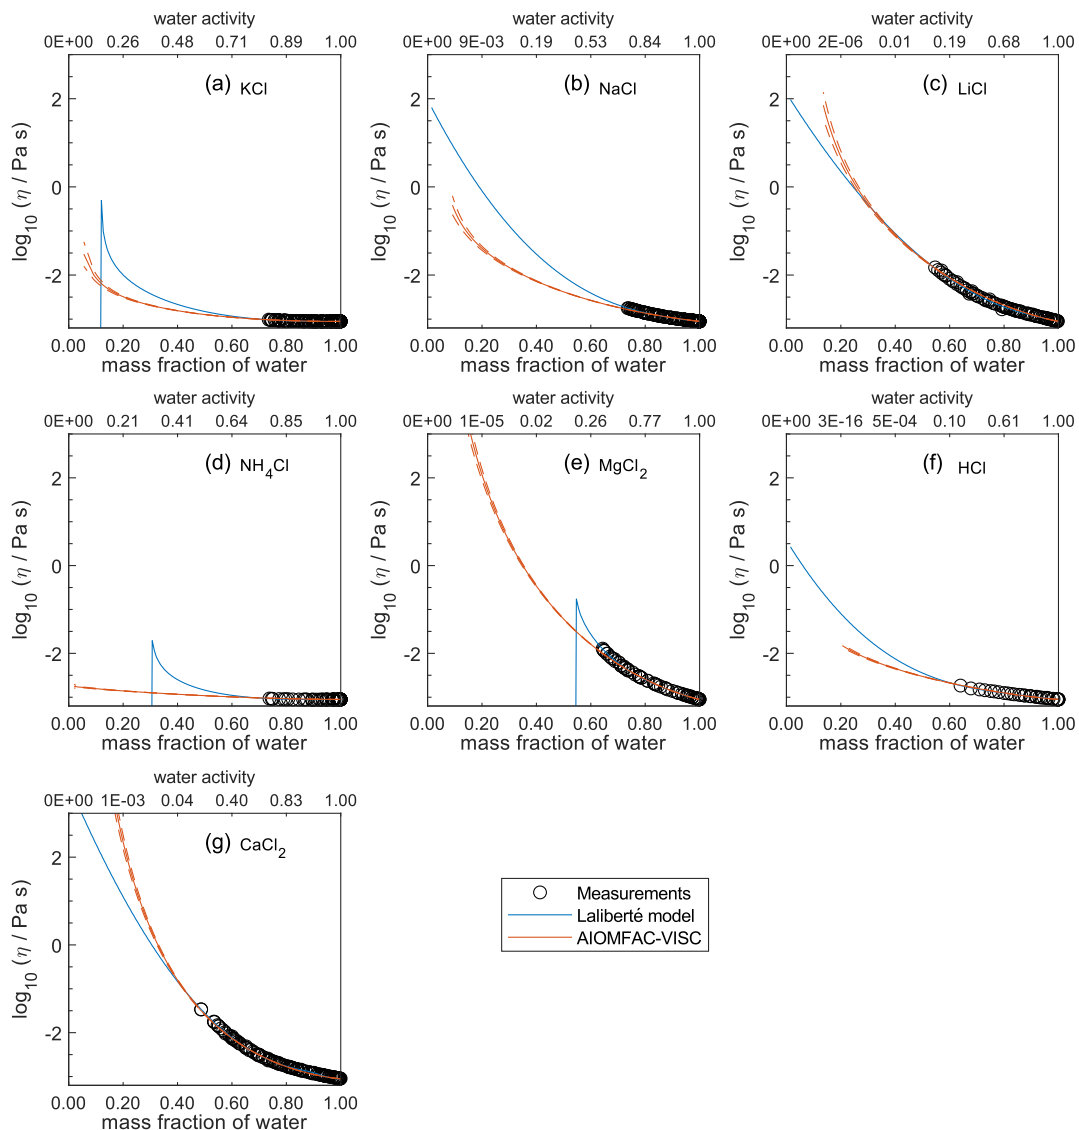 water activity
0E+00 0.26 0.48 0.71 0.89 1.00
(a) KCl
log10 (η / Pa s)
2
0
-2
0.00 0.20 0.40 0.60 0.80 1.00
mass fraction of water
water activity
0E+00 9E-03 0.19 0.53 0.84 1.00
(b) NaCl
log10 (η / Pa s)
2
0
-2
0.00 0.20 0.40 0.60 0.80 1.00
mass fraction of water
water activity
0E+00 2E-06 0.01 0.19 0.68 1.00
(c) LiCl
log10 (η / Pa s)
2
0
-2
0.00 0.20 0.40 0.60 0.80 1.00
mass fraction of water
water activity
0E+00 0.21 0.41 0.64 0.85 1.00
(d) NH4Cl
log10 (η / Pa s)
2
0
-2
0.00 0.20 0.40 0.60 0.80 1.00
mass fraction of water
water activity
0E+00 1E-05 0.02 0.26 0.77 1.00
(e) MgCl2
log10 (η / Pa s)
2
0
-2
0.00 0.20 0.40 0.60 0.80 1.00
mass fraction of water
water activity
0E+00 3E-16 5E-04 0.10 0.61 1.00
(f) HCl
log10 (η / Pa s)
2
0
-2
0.00 0.20 0.40 0.60 0.80 1.00
mass fraction of water
water activity
0E+00 1E-03 0.04 0.40 0.83 1.00
(g) CaCl2
log10 (η / Pa s)
2
0
-2
0.00 0.20 0.40 0.60 0.80 1.00
mass fraction of water
Measurements
Laliberté model
AIOMFAC-VISC